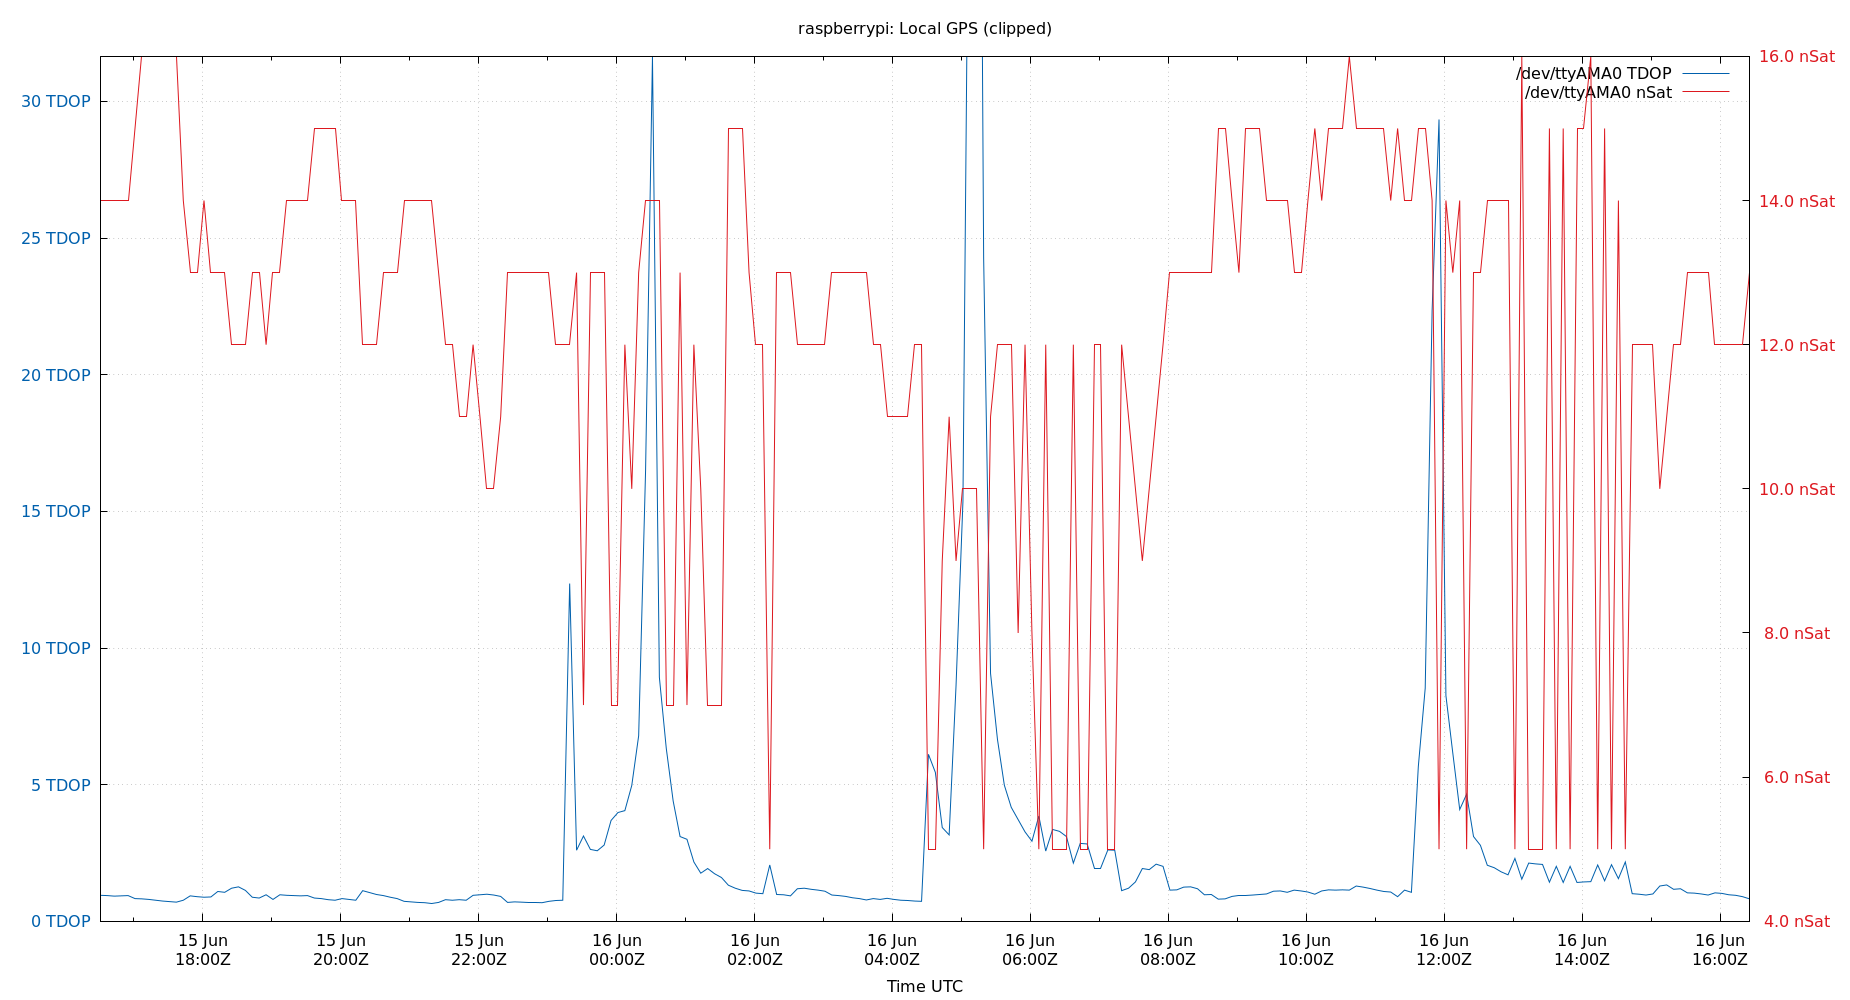 raspberrypi: Local GPS (clipped)
/dev/ttyAMA0 TDOP
/dev/ttyAMA0 nSat
30 TDOP
25 TDOP
20 TDOP
15 TDOP
10 TDOP
5 TDOP
0 TDOP
16.0 nSat
14.0 nSat
12.0 nSat
10.0 nSat
8.0 nSat
6.0 nSat
4.0 nSat
15 Jun
18:00Z
15 Jun
20:00Z
15 Jun
22:00Z
16 Jun
00:00Z
16 Jun
02:00Z
16 Jun
04:00Z
16 Jun
06:00Z
16 Jun
08:00Z
16 Jun
10:00Z
16 Jun
12:00Z
16 Jun
14:00Z
16 Jun
16:00Z
Time UTC